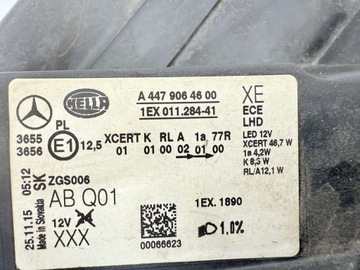 HELLA
A 447 906 46 00
1EX 011.284-41
XE
ECE
LHD
LED 12V
XCERT 46,7 W
1a 4,2W
K 8,3 W
RL/A12,1 W
PL
3655
3656
E1 12,5
XCERT K RL A 1a 77R
01 01 00 02 01 00
25.11.15 05:12
Made in Slovakia SK
ZGS006
AB Q01
12V 24
XXX
1EX. 1890
00066623
1.0%